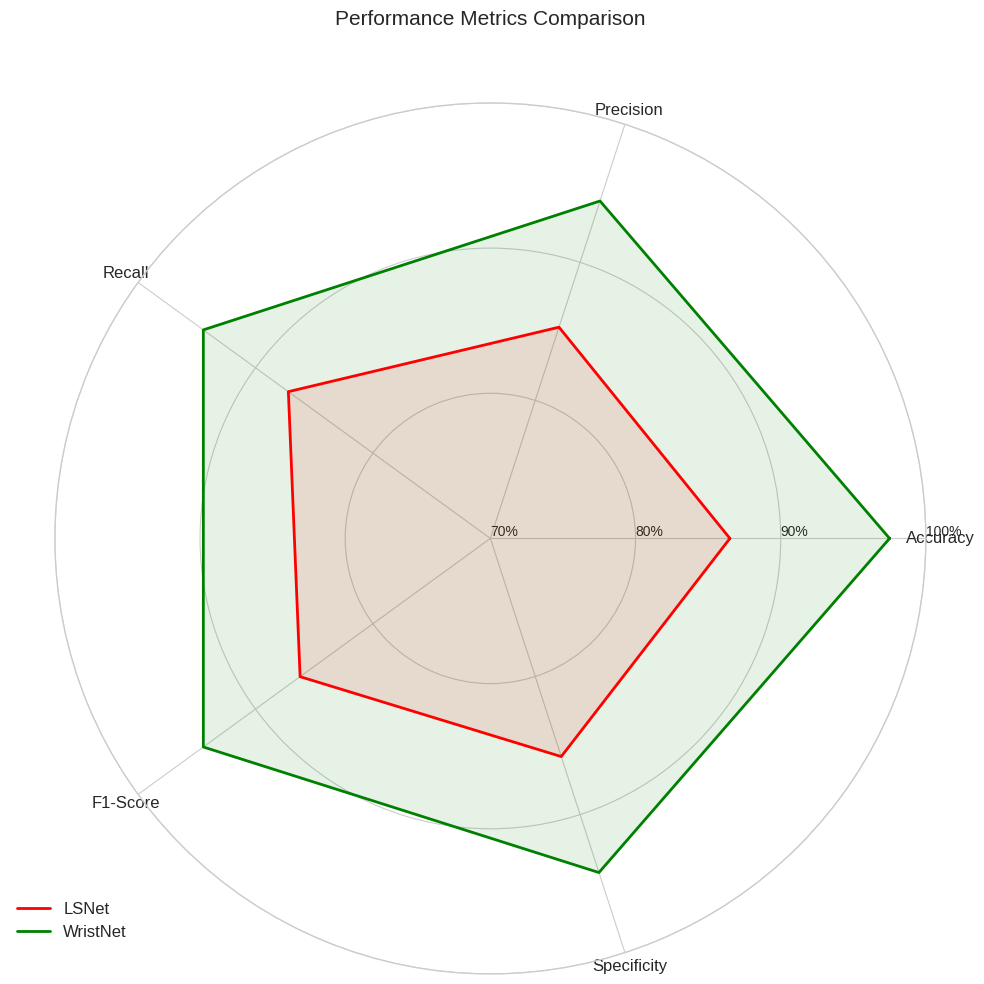 Performance Metrics Comparison
Precision
Recall
70%
80%
90%
100%
Accuracy
F1-Score
Specificity
LSNet
WristNet